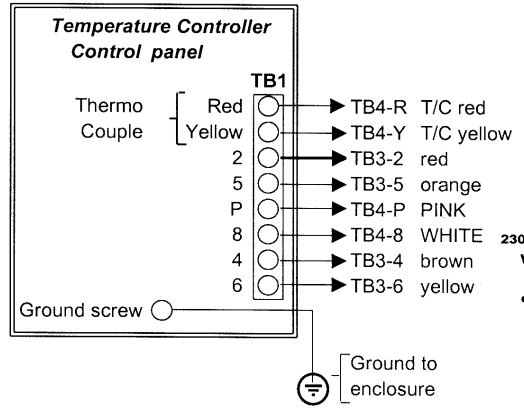 Temperature Controller
Control panel
TB1
Thermo Couple
Red TB4-R T/C red
Yellow TB4-Y T/C yellow
2 TB3-2 red
5 TB3-5 orange
P TB4-P PINK
8 TB4-8 WHITE 230
4 TB3-4 brown
6 TB3-6 yellow
Ground screw
Ground to
enclosure